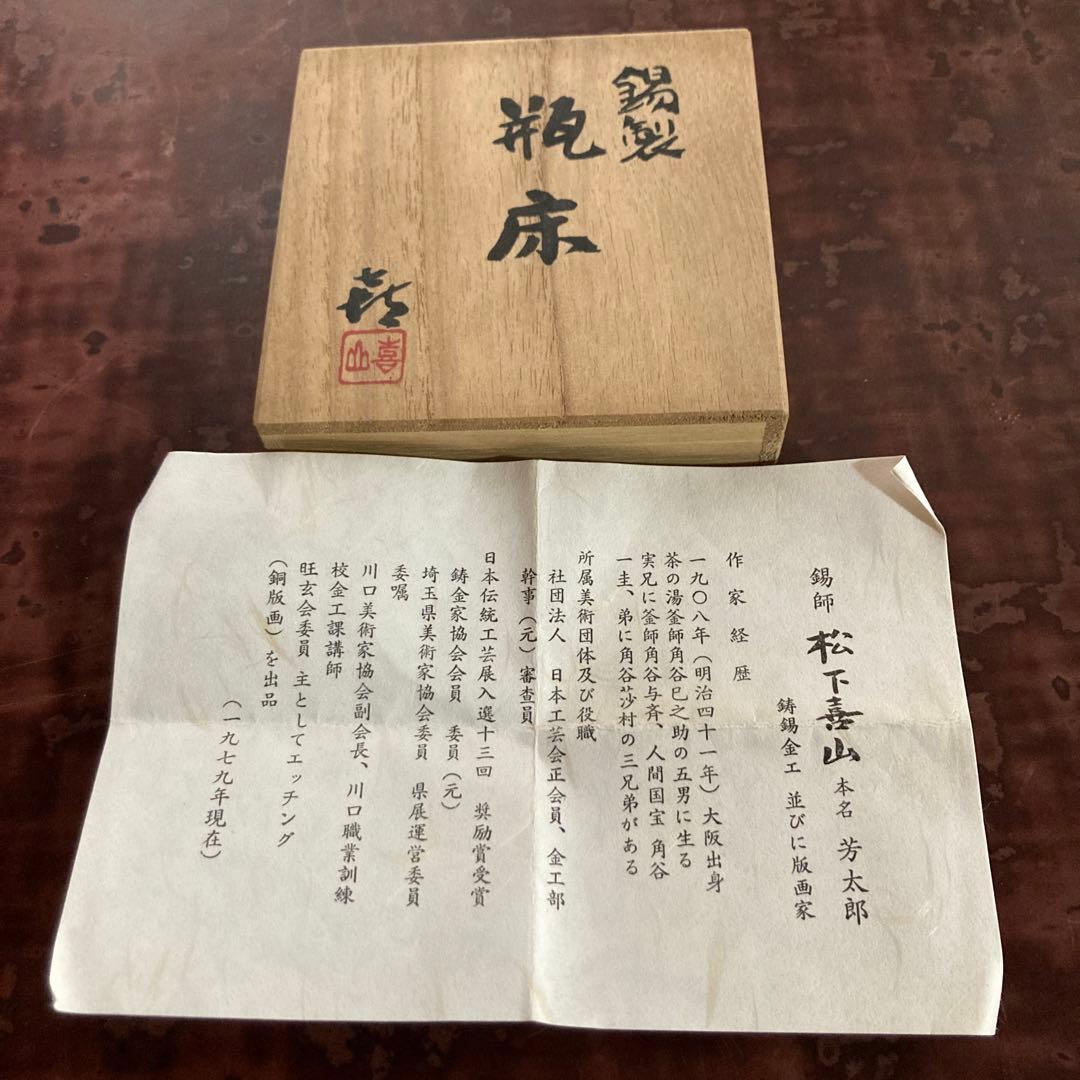 錫製
瓶床
喜
喜山
錫師 松下喜山 本名 芳太郎
鋳錫金工 並びに版画家
作家経歴
一九〇八年（明治四十一年）大阪出身
茶の湯釜師角谷巳之助の五男に生る
実兄に釜師角谷与斉、人間国宝 角谷
一圭、弟に角谷莎村の三兄弟がある
所属美術団体及び役職
社団法人 日本工芸会正会員、金工部
幹事（元）審査員
日本伝統工芸展入選十三回 奨励賞受賞
鋳金家協会会員 委員（元）
埼玉県美術家協会委員 県展運営委員
委嘱
川口美術家協会副会長、川口職業訓練
校金工課講師
旺玄会委員 主としてエッチング
（銅版画）を出品
（一九七九年現在）